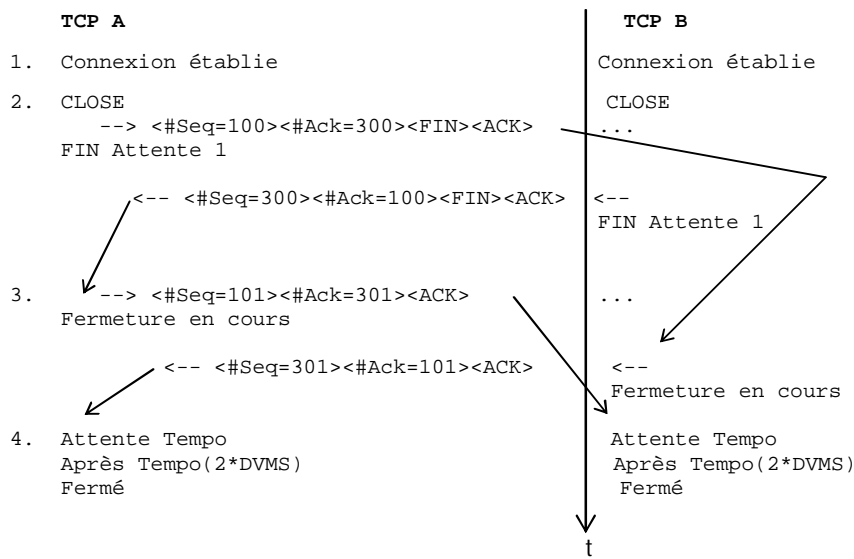 TCP A TCP B
1. Connexion établie Connexion établie
2. CLOSE CLOSE
--> <#Seq=100><#Ack=300><FIN><ACK> ...
FIN Attente 1
<-- <#Seq=300><#Ack=100><FIN><ACK> <--
FIN Attente 1
3. --> <#Seq=101><#Ack=301><ACK> ...
Fermeture en cours
<-- <#Seq=301><#Ack=101><ACK> <--
Fermeture en cours
4. Attente Tempo Attente Tempo
Après Tempo(2*DVMS) Après Tempo(2*DVMS)
Fermé Fermé
t